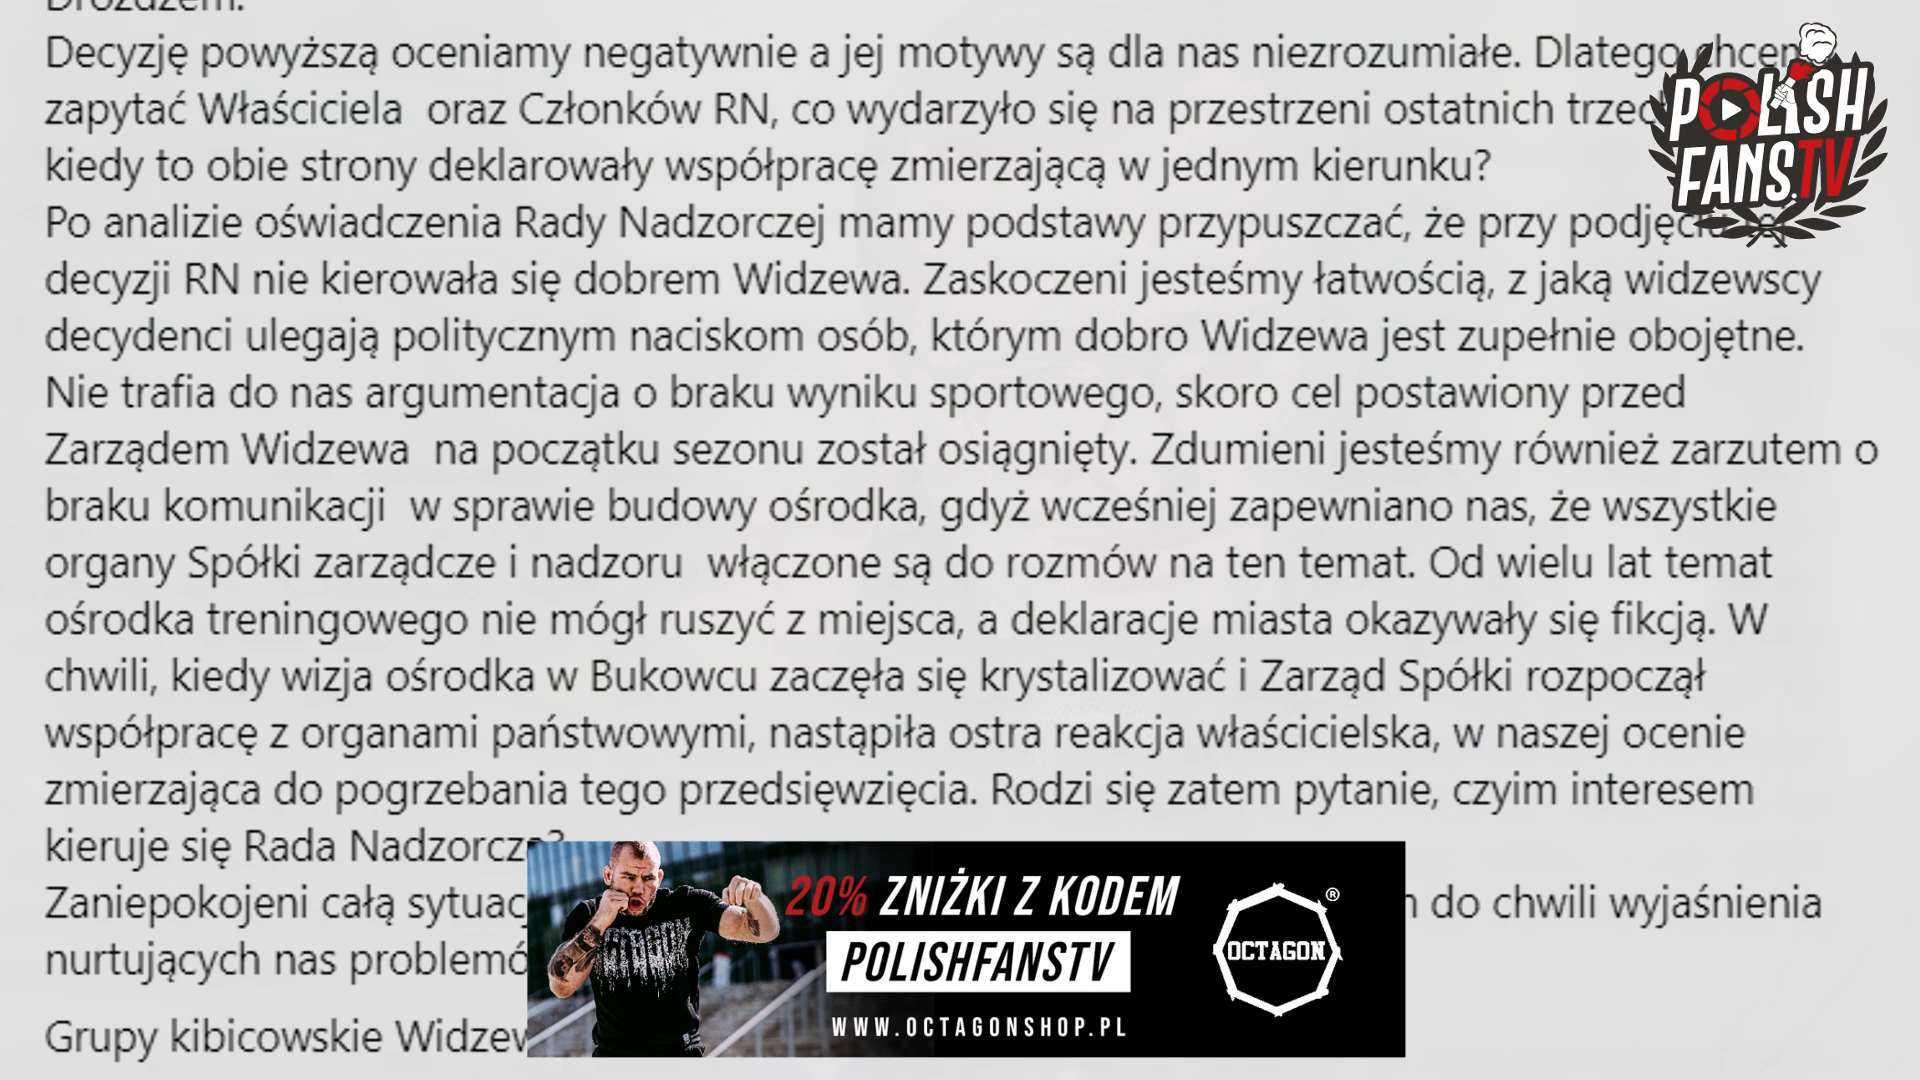 Drożdżem.
Decyzję powyższą oceniamy negatywnie a jej motywy są dla nas niezrozumiałe. Dlatego
zapytać Właściciela oraz Członków RN, co wydarzyło się na przestrzeni ostatnich
kiedy to obie strony deklarowały współpracę zmierzającą w jednym kierunku?
Po analizie oświadczenia Rady Nadzorczej mamy podstawy przypuszczać, że przy
decyzji RN nie kierowała się dobrem Widzewa. Zaskoczeni jesteśmy łatwością, z jaką widzewscy
decydenci ulegają politycznym naciskom osób, którym dobro Widzewa jest zupełnie obojętne.
Nie trafia do nas argumentacja o braku wyniku sportowego, skoro cel postawiony przed
Zarządem Widzewa na początku sezonu został osiągnięty. Zdumieni jesteśmy również zarzutem o
braku komunikacji w sprawie budowy ośrodka, gdyż wcześniej zapewniano nas, że wszystkie
organy Spółki zarządcze i nadzoru włączone są do rozmów na ten temat. Od wielu lat temat
ośrodka treningowego nie mógł ruszyć z miejsca, a deklaracje miasta okazywały się fikcją. W
chwili, kiedy wizja ośrodka w Bukowcu zaczęła się krystalizować i Zarząd Spółki rozpoczął
współpracę z organami państwowymi, nastąpiła ostra reakcja właścicielska, w naszej ocenie
zmierzająca do pogrzebania tego przedsięwzięcia. Rodzi się zatem pytanie, czyim interesem
kieruje się Rada Nadzorcza?
Zaniepokojeni całą do chwili wyjaśnienia
nurtujących nas
Grupy kibicowskie
POLISH
FANS.TV
20% ZNIŻKI Z KODEM
POLISHFANSTV
WWW.OCTAGONSHOP.PL
OCTAGON®